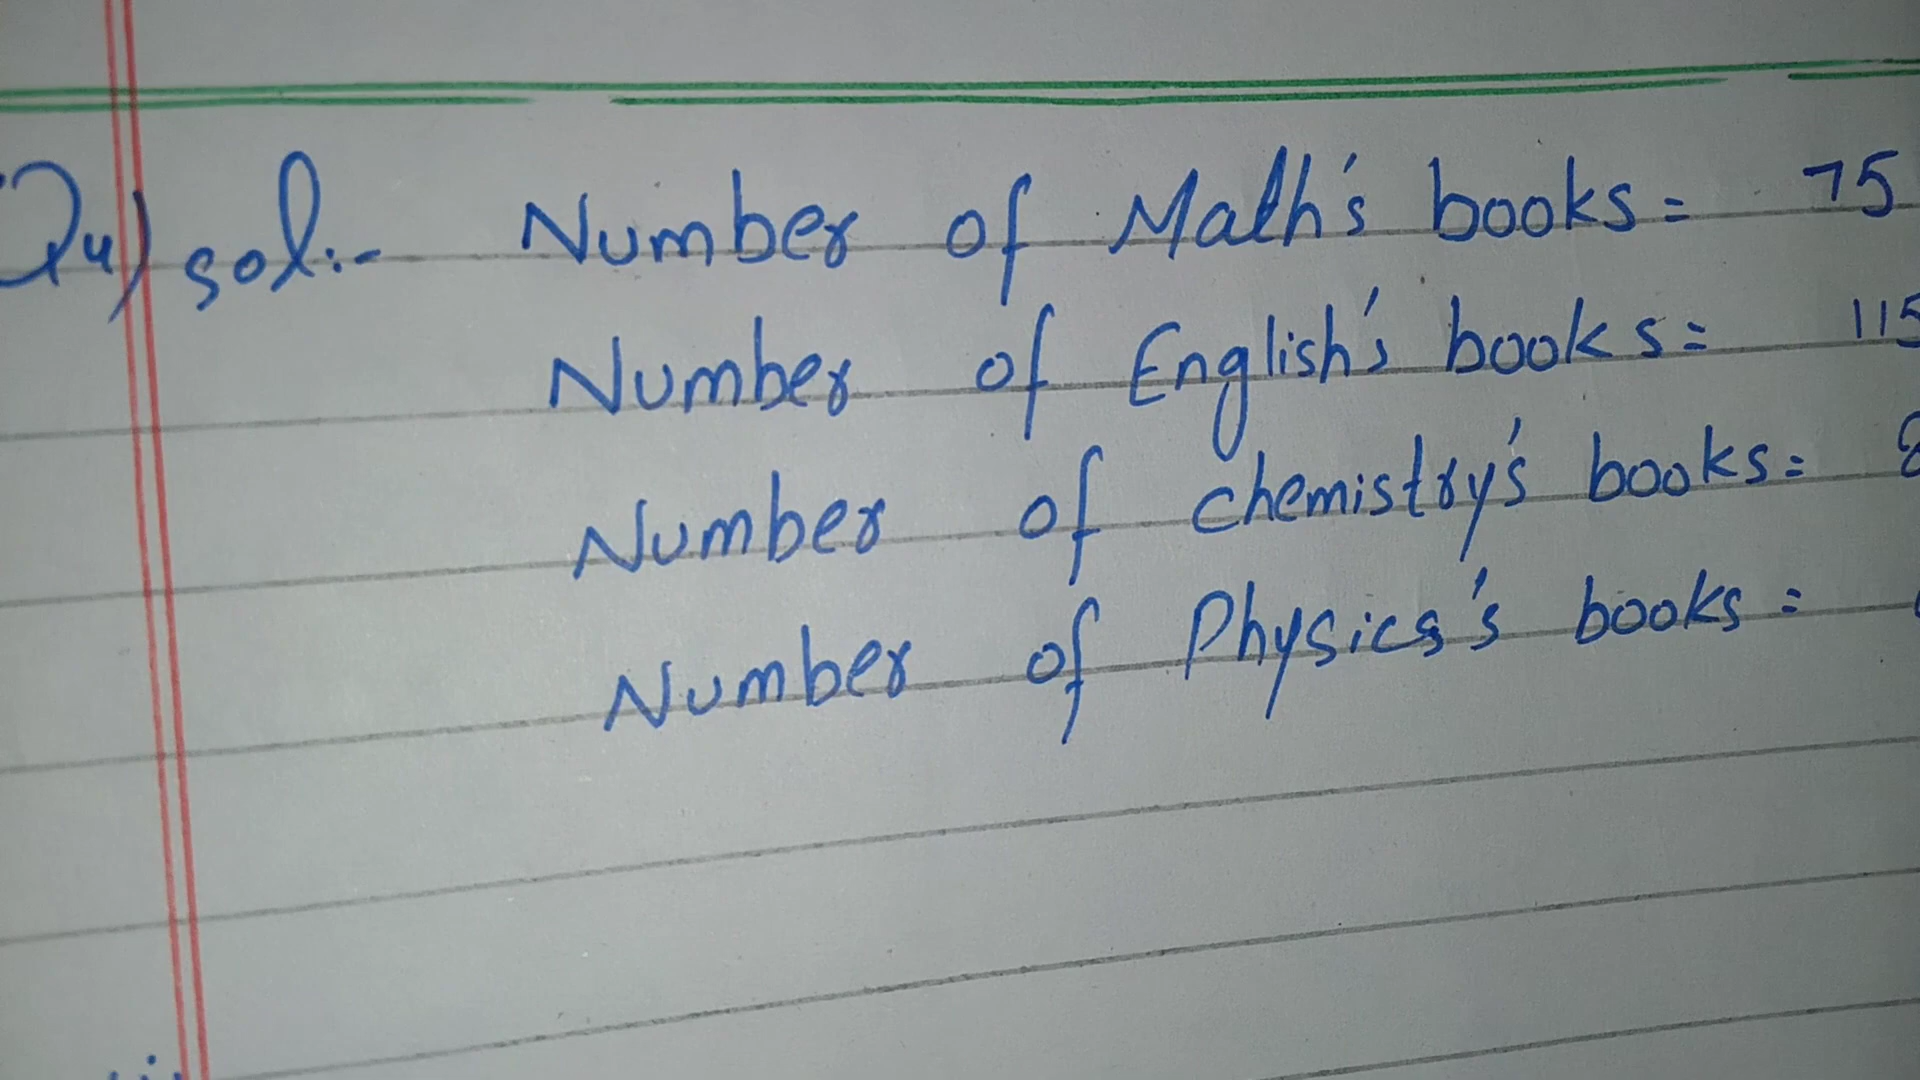 Q4) sol:- Number of Math's books = 75
Number of English's books = 115
Number of chemistry's books =
Number of Physics's books =